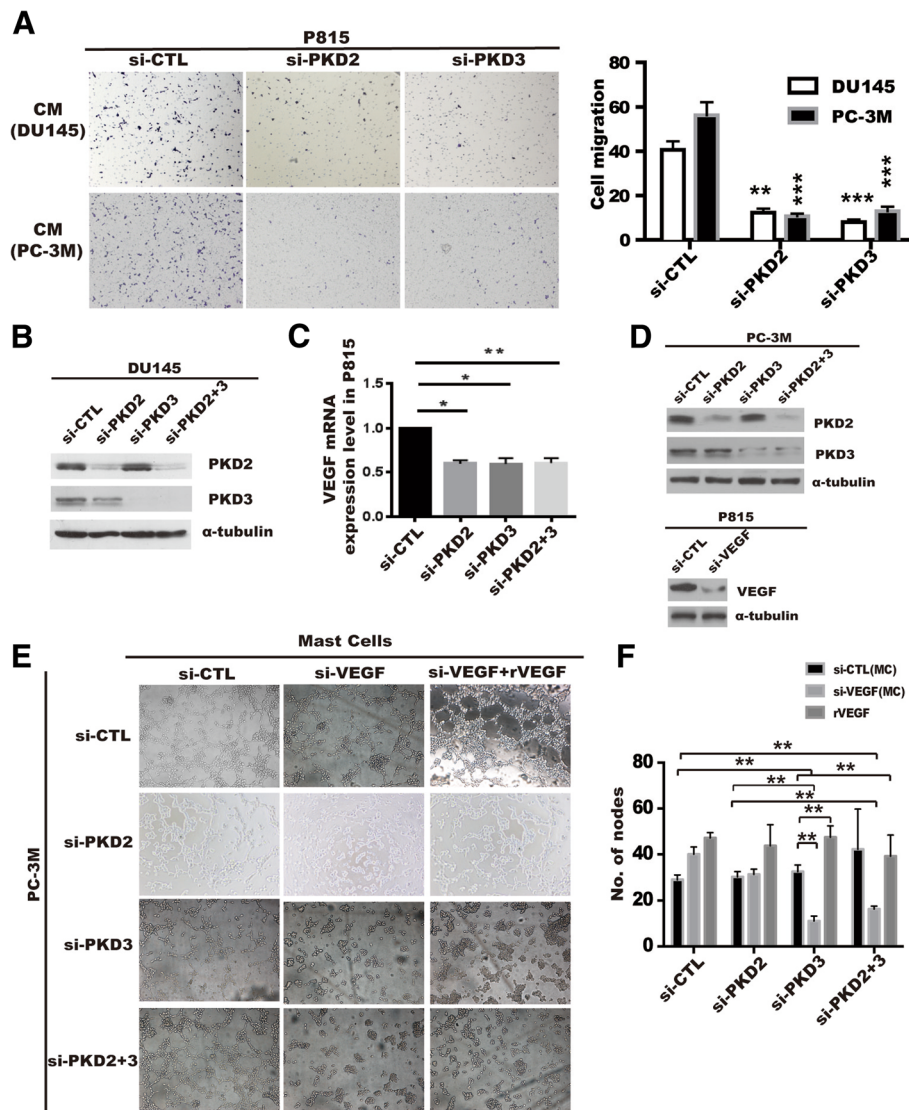 A
P815
si-CTL si-PKD2 si-PKD3
CM
(DU145)
CM
(PC-3M)
Cell migration
80
60
40
20
0
DU145
PC-3M
** *** *** ***
si-CTL si-PKD2 si-PKD3
B
DU145
si-CTL si-PKD2 si-PKD3 si-PKD2+3
PKD2
PKD3
α-tubulin
C
VEGF mRNA
expression level in P815
1.5
1.0
0.5
0.0
**
*
*
si-CTL si-PKD2 si-PKD3 si-PKD2+3
D
PC-3M
si-CTL si-PKD2 si-PKD3 si-PKD2+3
PKD2
PKD3
α-tubulin
P815
si-CTL si-VEGF
VEGF
α-tubulin
E
Mast Cells
si-CTL si-VEGF si-VEGF+rVEGF
PC-3M
si-CTL
si-PKD2
si-PKD3
si-PKD2+3
F
si-CTL(MC)
si-VEGF(MC)
rVEGF
No. of nodes
80
60
40
20
0
**
** **
**
**
**
**
si-CTL si-PKD2 si-PKD3 si-PKD2+3